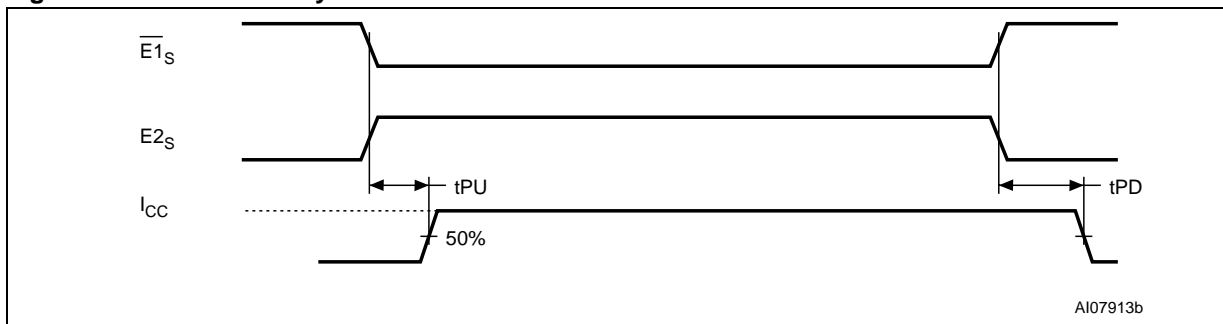 E1S
E2S
tPU
tPD
ICC
50%
AI07913b